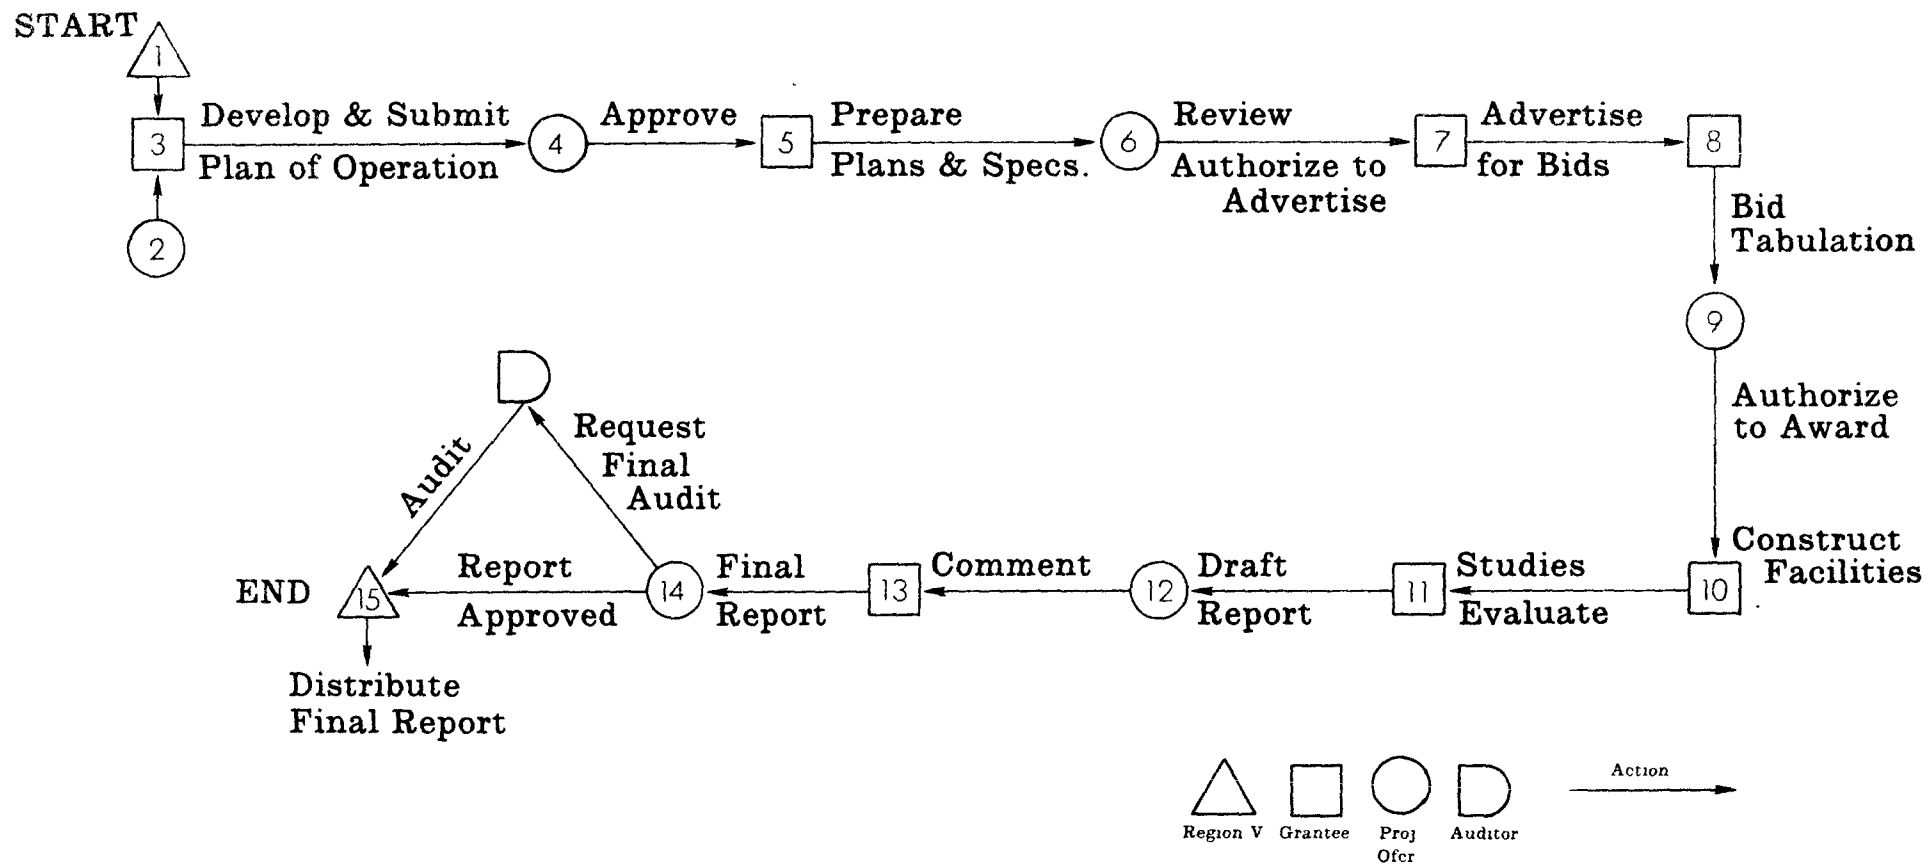 START
1
3
Develop & Submit
Plan of Operation
4
Approve
5
Prepare
Plans & Specs.
6
Review
Authorize to
Advertise
7
Advertise
for Bids
8
2
Bid
Tabulation
9
Authorize
to Award
Construct
Facilities
10
Studies
Evaluate
11
Draft
Report
12
Comment
13
Final
Report
14
Request
Final
Audit
Audit
Report
Approved
END
15
Distribute
Final Report
Region V
Grantee
Proj
Ofcr
Auditor
Action